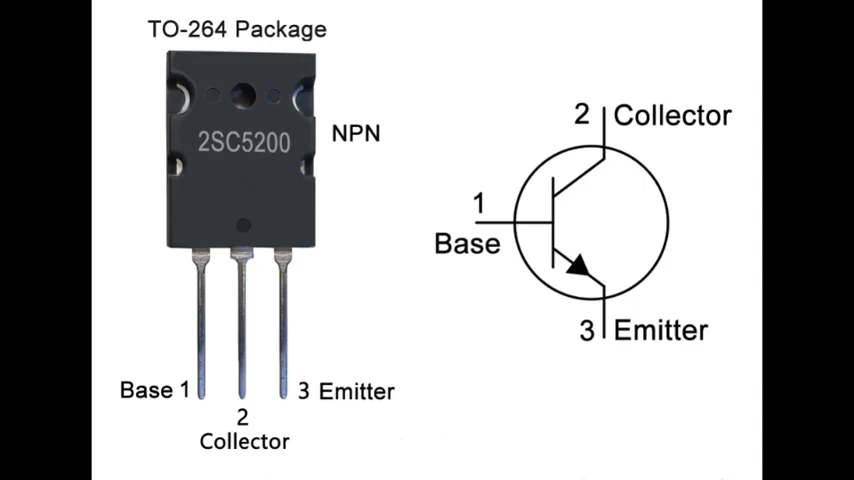 TO-264 Package
2SC5200
NPN
Base 1
2
Collector
3 Emitter
2 Collector
1
Base
3 Emitter